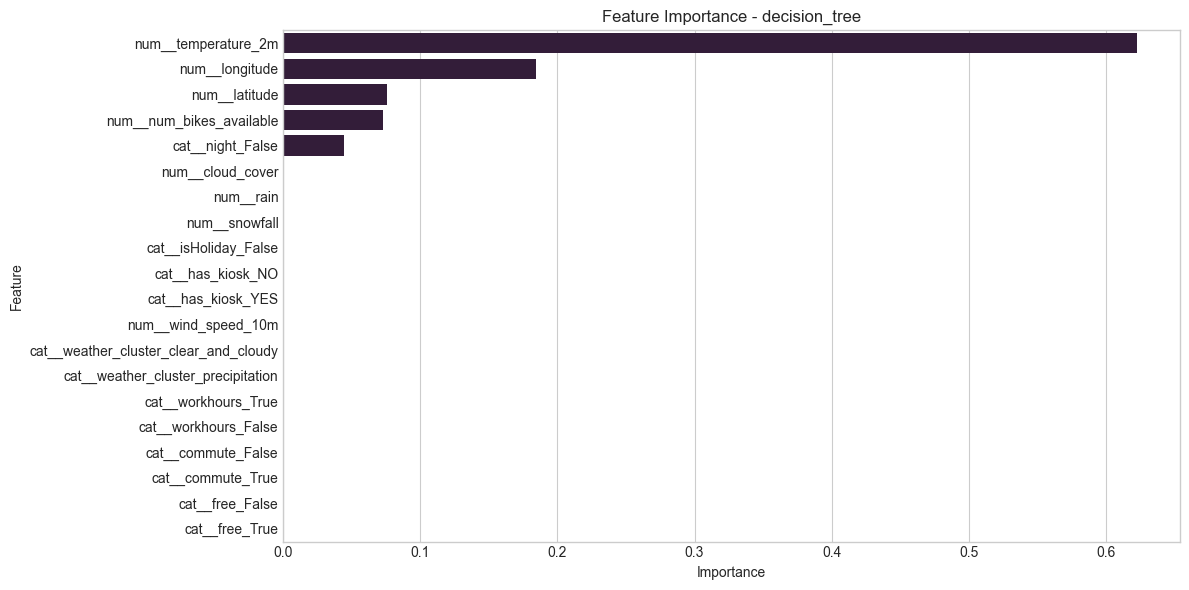 Feature Importance - decision_tree
num__temperature_2m
num__longitude
num__latitude
num__num_bikes_available
cat__night_False
num__cloud_cover
num__rain
num__snowfall
cat__isHoliday_False
cat__has_kiosk_NO
cat__has_kiosk_YES
num__wind_speed_10m
cat__weather_cluster_clear_and_cloudy
cat__weather_cluster_precipitation
cat__workhours_True
cat__workhours_False
cat__commute_False
cat__commute_True
cat__free_False
cat__free_True
Feature
0.0 0.1 0.2 0.3 0.4 0.5 0.6
Importance